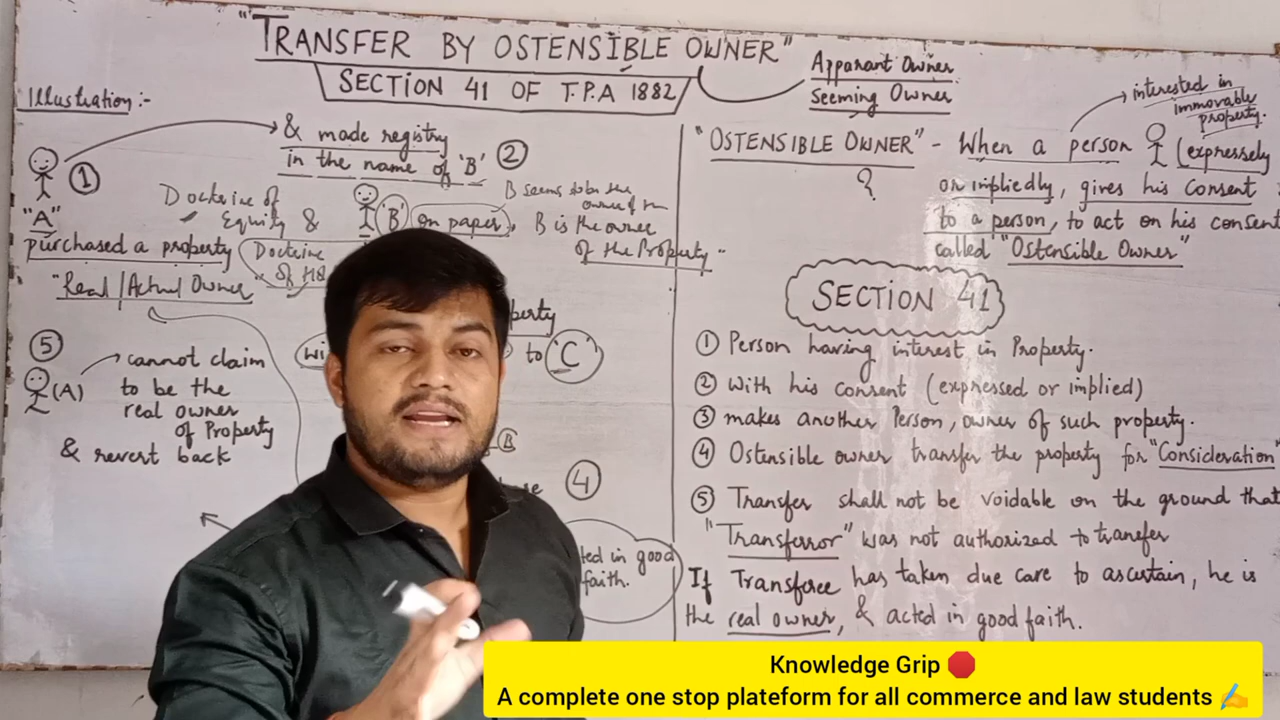 "TRANSFER BY OSTENSIBLE OWNER"
SECTION 41 OF T.P.A 1882
Apparant Owner
Seeming Owner
Illustration:-
& made registry
in the name of 'B'
②
①
"A"
purchased a property
"Real/Actual Owner"
Doctrine of
Equity &
Doctrine
of
'B' on paper,
B seems to be the
owner of
B is the owner
of the Property"
perty
to 'C'
⑤
(A)
cannot claim
to be the
real owner
of Property
& revert back
B
④
ted in good
faith.
interested in
immovable
property.
"OSTENSIBLE OWNER" - When a person (expressely
?
or impliedly, gives his Consent
to a person, to act on his consent
called "Ostensible Owner"
SECTION 41
① Person having interest in Property.
② With his consent (expressed or implied)
③ makes another Person, owner of such property.
④ Ostensible owner transfer the property for "Consideration"
⑤ Transfer shall not be voidable on the ground that
"Transferror" was not authorized to transfer
If Transferee has taken due care to ascertain, he is
the real owner, & acted in good faith.
Knowledge Grip 🛑
A complete one stop plateform for all commerce and law students ✍️